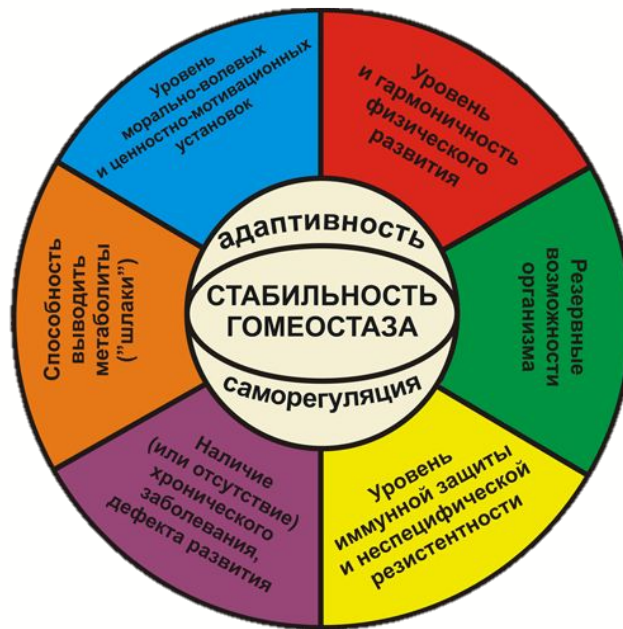 Уровень
морально-волевых
и ценностно-мотивационных
установок
Уровень
и гармоничность
физического
развития
Резервные
возможности
организма
Уровень
иммунной защиты
и неспецифической
резистентности
Наличие
(или отсутствие)
хронического
заболевания,
дефекта развития
Способность
выводить
метаболиты
("шлаки")
адаптивность
СТАБИЛЬНОСТЬ
ГОМЕОСТАЗА
саморегуляция